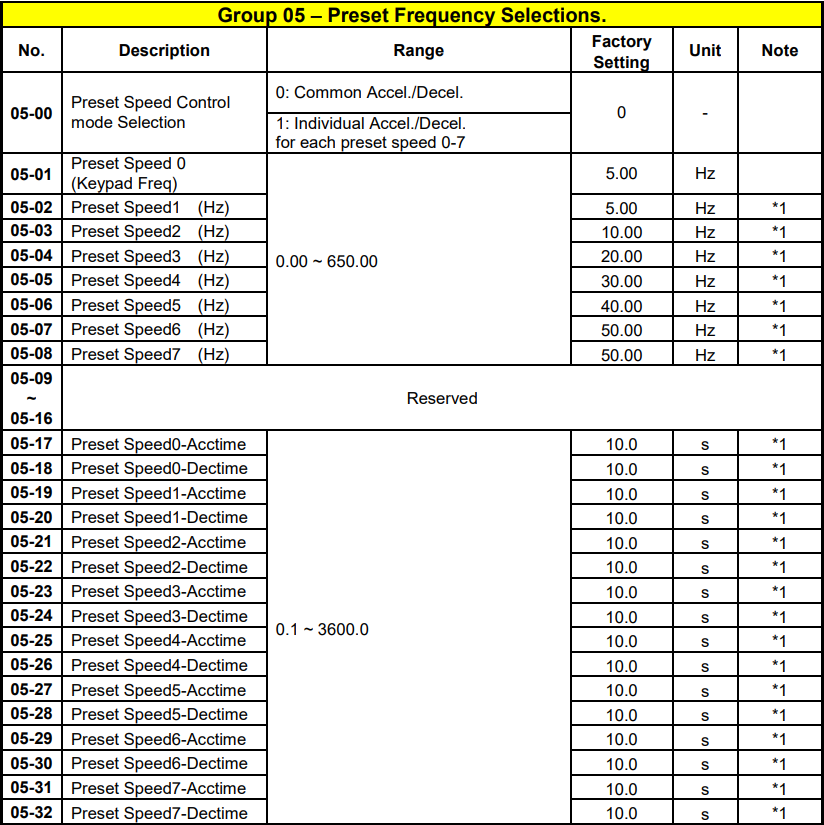 Group 05 – Preset Frequency Selections.
No. Description Range Factory Setting Unit Note
05-00 Preset Speed Control mode Selection 0: Common Accel./Decel. 0 -
1: Individual Accel./Decel.
for each preset speed 0-7
05-01 Preset Speed 0 (Keypad Freq) 0.00 ~ 650.00 5.00 Hz
05-02 Preset Speed1 (Hz) 5.00 Hz *1
05-03 Preset Speed2 (Hz) 10.00 Hz *1
05-04 Preset Speed3 (Hz) 20.00 Hz *1
05-05 Preset Speed4 (Hz) 30.00 Hz *1
05-06 Preset Speed5 (Hz) 40.00 Hz *1
05-07 Preset Speed6 (Hz) 50.00 Hz *1
05-08 Preset Speed7 (Hz) 50.00 Hz *1
05-09
~
05-16
Reserved
05-17 Preset Speed0-Acctime 0.1 ~ 3600.0 10.0 s *1
05-18 Preset Speed0-Dectime 10.0 s *1
05-19 Preset Speed1-Acctime 10.0 s *1
05-20 Preset Speed1-Dectime 10.0 s *1
05-21 Preset Speed2-Acctime 10.0 s *1
05-22 Preset Speed2-Dectime 10.0 s *1
05-23 Preset Speed3-Acctime 10.0 s *1
05-24 Preset Speed3-Dectime 10.0 s *1
05-25 Preset Speed4-Acctime 10.0 s *1
05-26 Preset Speed4-Dectime 10.0 s *1
05-27 Preset Speed5-Acctime 10.0 s *1
05-28 Preset Speed5-Dectime 10.0 s *1
05-29 Preset Speed6-Acctime 10.0 s *1
05-30 Preset Speed6-Dectime 10.0 s *1
05-31 Preset Speed7-Acctime 10.0 s *1
05-32 Preset Speed7-Dectime 10.0 s *1